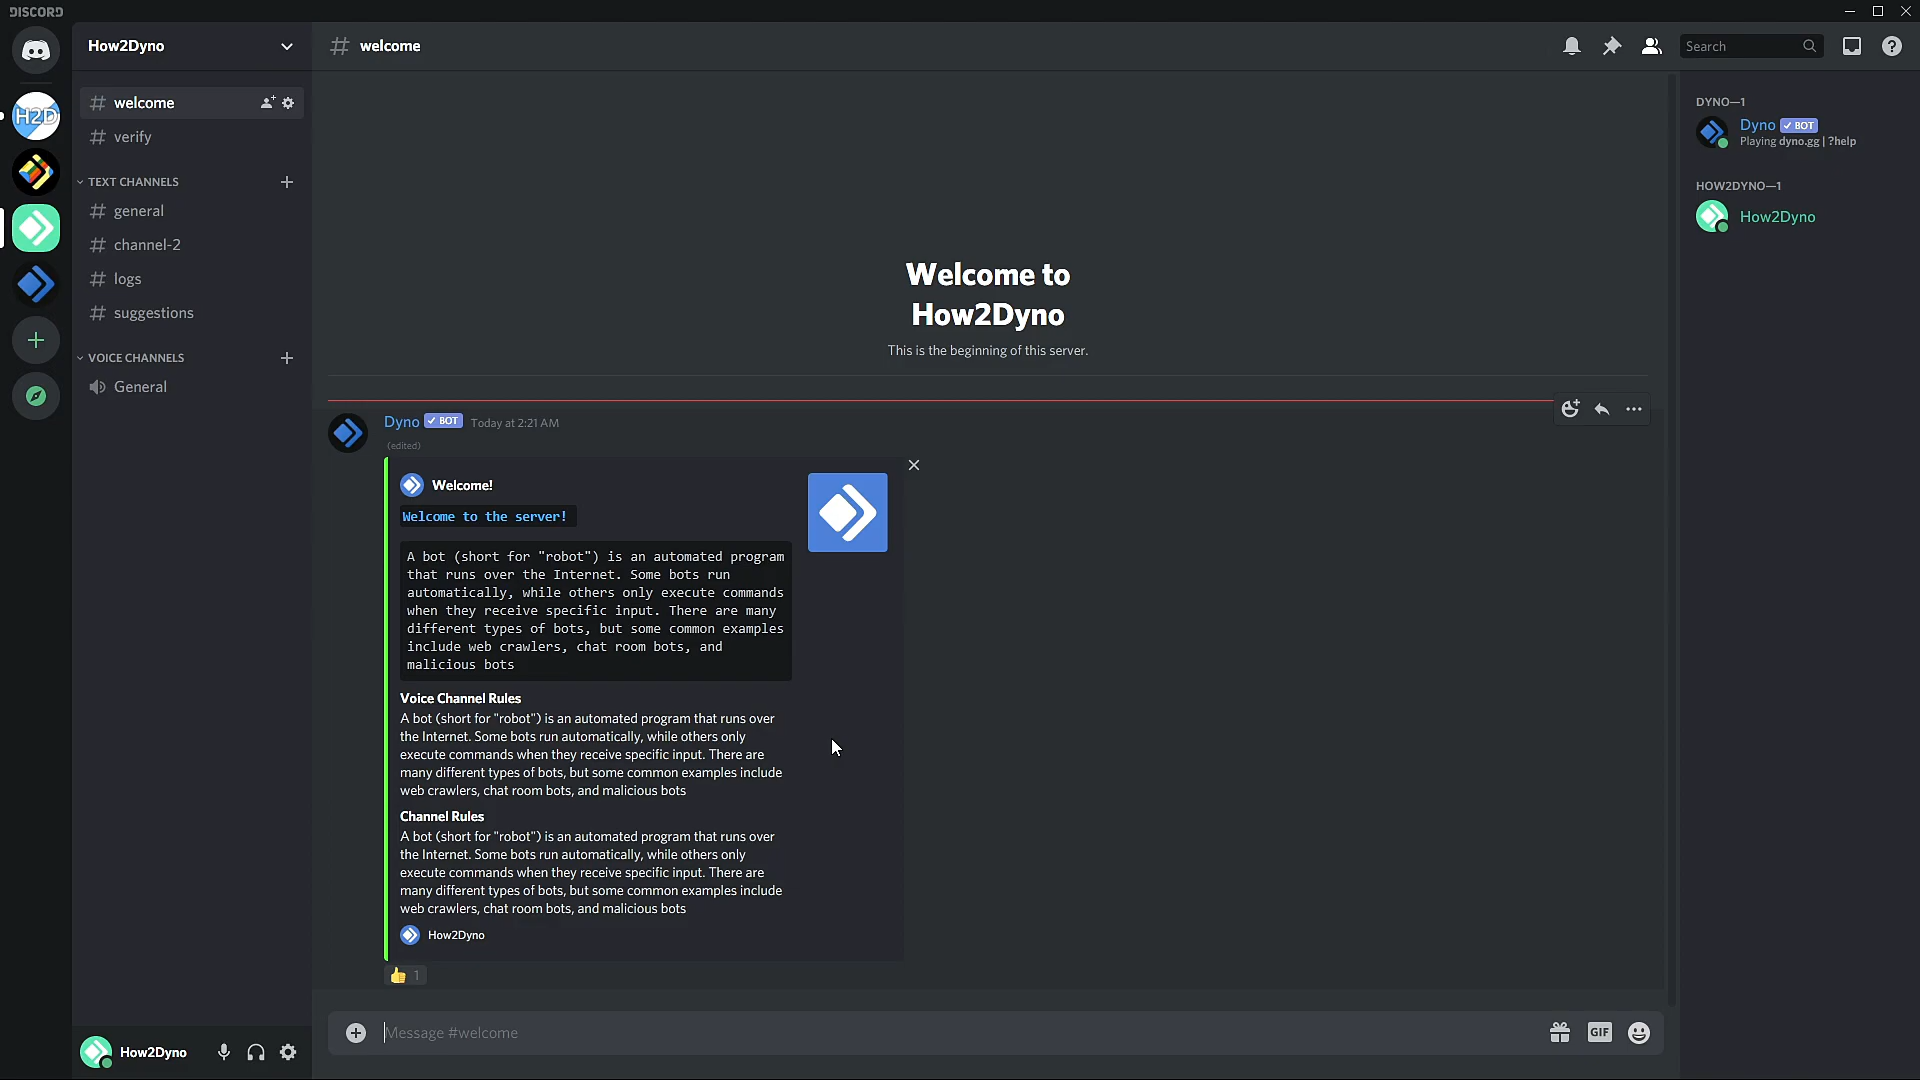 DISCORD
How2Dyno
welcome
Search
H2D
welcome
verify
TEXT CHANNELS
general
channel-2
logs
suggestions
VOICE CHANNELS
General
Welcome to
How2Dyno
This is the beginning of this server.
Dyno ✓ BOT Today at 2:21 AM
(edited)
Welcome!
Welcome to the server!
A bot (short for "robot") is an automated program
that runs over the Internet. Some bots run
automatically, while others only execute commands
when they receive specific input. There are many
different types of bots, but some common examples
include web crawlers, chat room bots, and
malicious bots
Voice Channel Rules
A bot (short for "robot") is an automated program that runs over
the Internet. Some bots run automatically, while others only
execute commands when they receive specific input. There are
many different types of bots, but some common examples include
web crawlers, chat room bots, and malicious bots
Channel Rules
A bot (short for "robot") is an automated program that runs over
the Internet. Some bots run automatically, while others only
execute commands when they receive specific input. There are
many different types of bots, but some common examples include
web crawlers, chat room bots, and malicious bots
How2Dyno
👍 1
Message #welcome
GIF
How2Dyno
DYNO—1
Dyno ✓ BOT
Playing dyno.gg | ?help
HOW2DYNO—1
How2Dyno